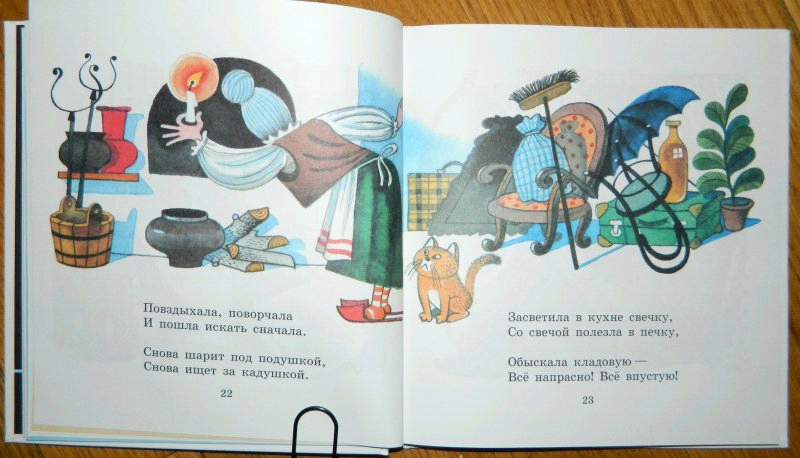 Повздыхала, поворчала
И пошла искать сначала.
Снова шарит под подушкой,
Снова ищет за кадушкой.
22
Засветила в кухне свечку,
Со свечой полезла в печку,
Обыскала кладовую —
Всё напрасно! Всё впустую!
23